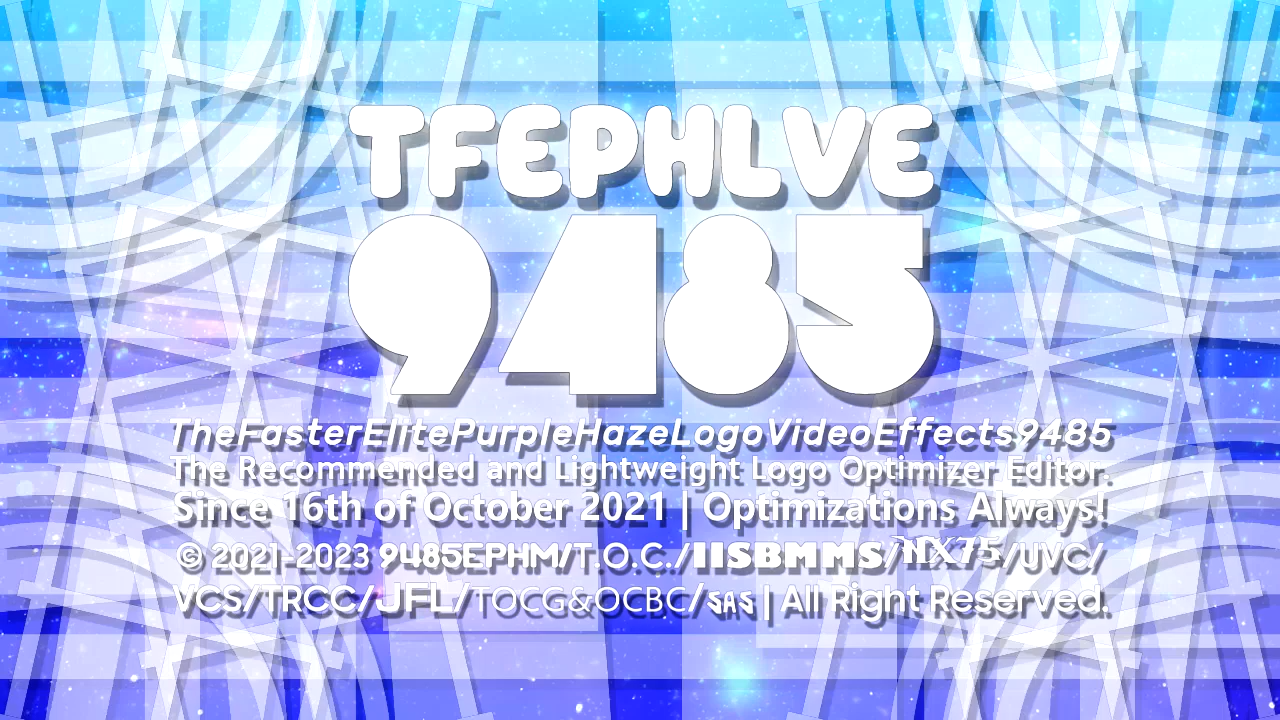 TFEPHLVE
9485
TheFasterElitePurpleHazeLogoVideoEffects9485
The Recommended and Lightweight Logo Optimizer Editor.
Since 16th of October 2021 | Optimizations Always!
© 2021-2023 9485EPHM/T.O.C./IISBMMS/NX75/UVC/
VCS/TRCC/JFL/TOCG&OCBC/SAS | All Right Reserved.